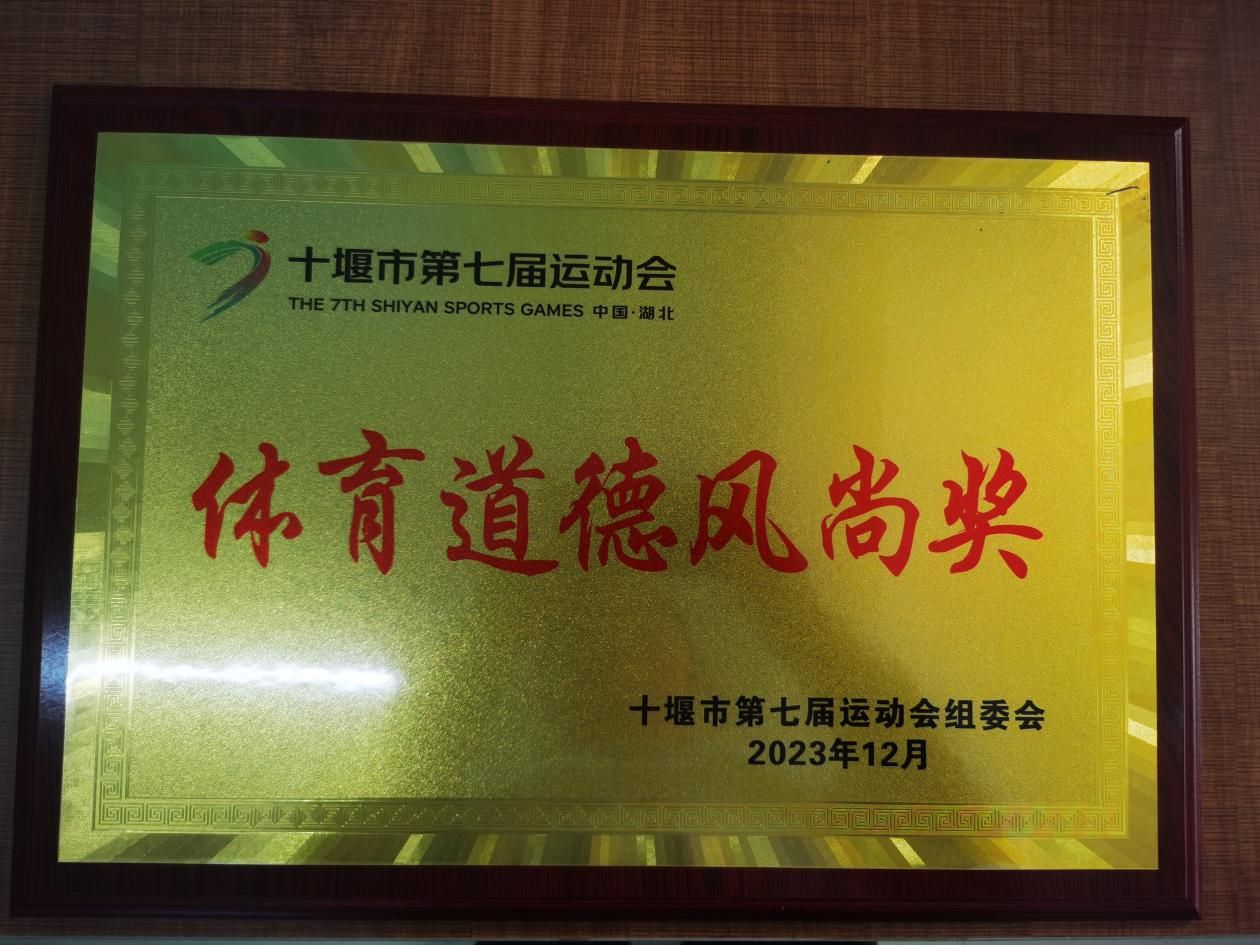 十堰市第七届运动会
THE 7TH SHIYAN SPORTS GAMES 中国·湖北
体育道德风尚奖
十堰市第七届运动会组委会
2023年12月